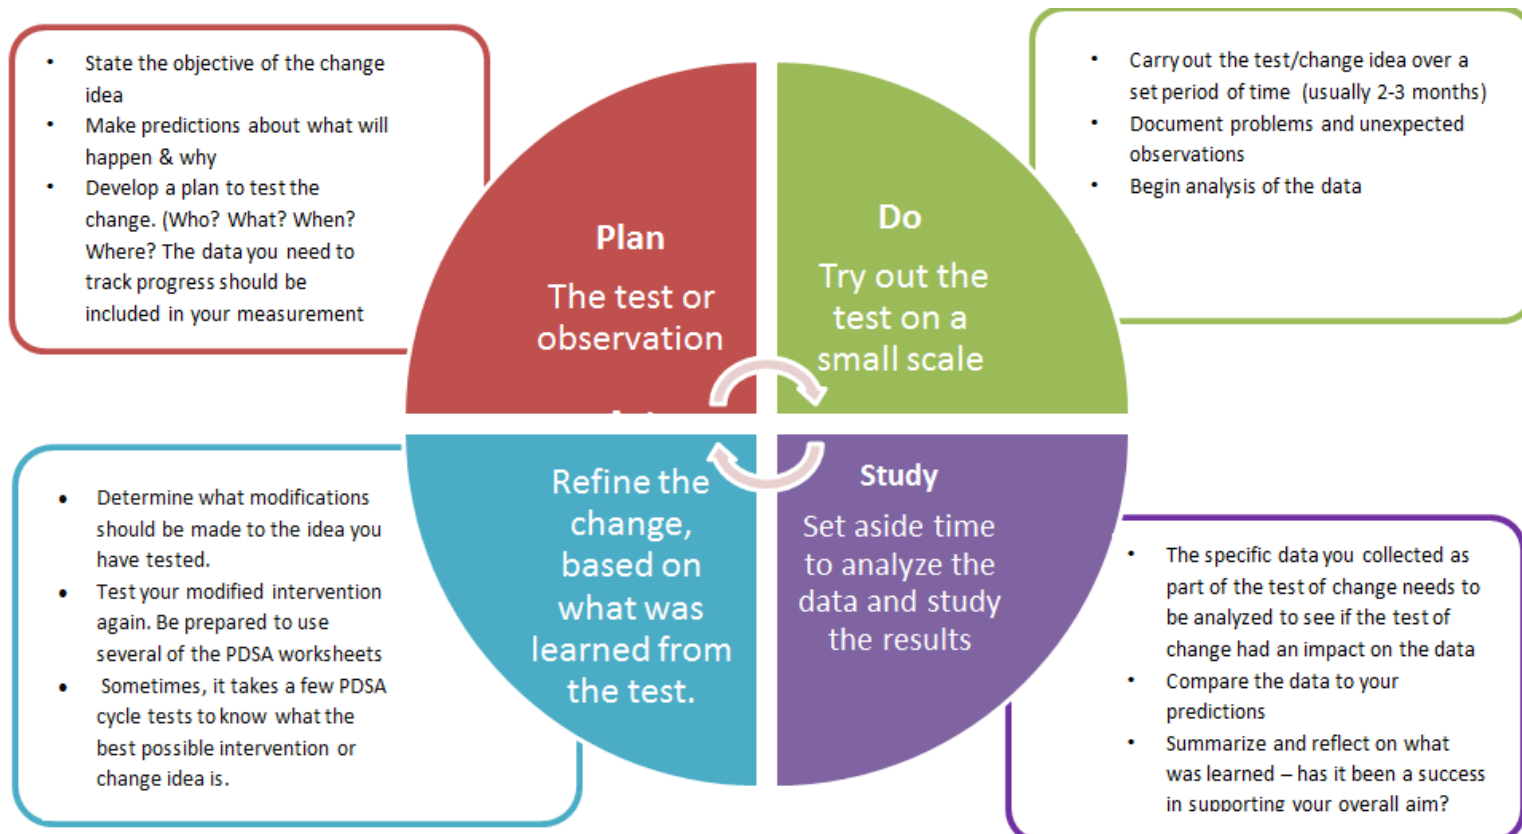 • State the objective of the change
idea
• Make predictions about what will
happen & why
• Develop a plan to test the
change. (Who? What? When?
Where? The data you need to
track progress should be
included in your measurement
Plan
The test or
observation
Do
Try out the
test on a
small scale
• Carry out the test/change idea over a
set period of time (usually 2-3 months)
• Document problems and unexpected
observations
• Begin analysis of the data
• Determine what modifications
should be made to the idea you
have tested.
• Test your modified intervention
again. Be prepared to use
several of the PDSA worksheets
• Sometimes, it takes a few PDSA
cycle tests to know what the
best possible intervention or
change idea is.
Refine the
change,
based on
what was
learned from
the test.
Study
Set aside time
to analyze the
data and study
the results
• The specific data you collected as
part of the test of change needs to
be analyzed to see if the test of
change had an impact on the data
• Compare the data to your
predictions
• Summarize and reflect on what
was learned – has it been a success
in supporting your overall aim?